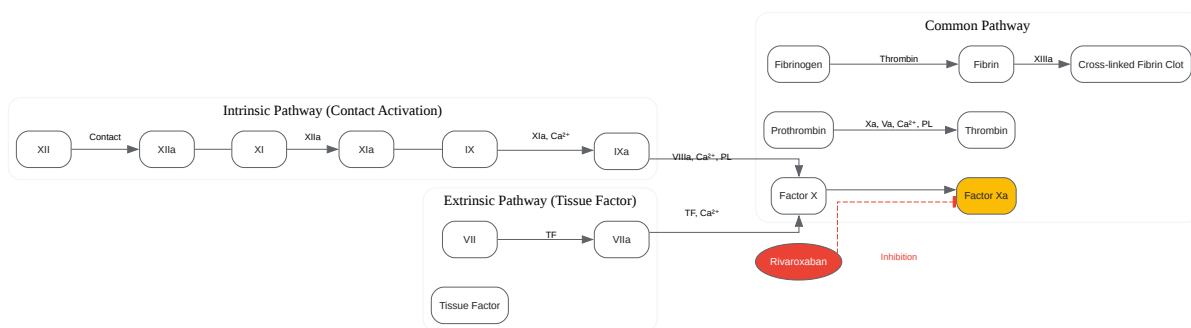 Common Pathway
Fibrinogen
Thrombin
Fibrin
XIIIa
Cross-linked Fibrin Clot
Prothrombin
Xa, Va, Ca²⁺, PL
Thrombin
Factor X
Factor Xa
Intrinsic Pathway (Contact Activation)
XII
Contact
XIIa
XI
XIIa
XIa
IX
XIa, Ca²⁺
IXa
VIIIa, Ca²⁺, PL
Extrinsic Pathway (Tissue Factor)
VII
TF
VIIa
TF, Ca²⁺
Tissue Factor
Rivaroxaban
Inhibition